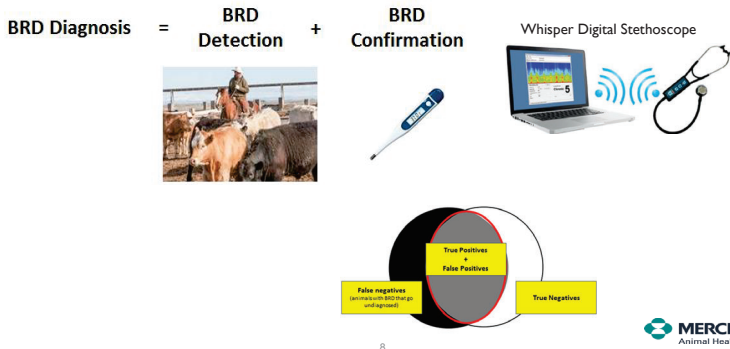 BRD Diagnosis = BRD Detection + BRD Confirmation
Whisper Digital Stethoscope
5
True Positives
+
False Positives
False negatives
(animals with BRD that go
undiagnosed)
True Negatives
8
MERC
Animal Hea